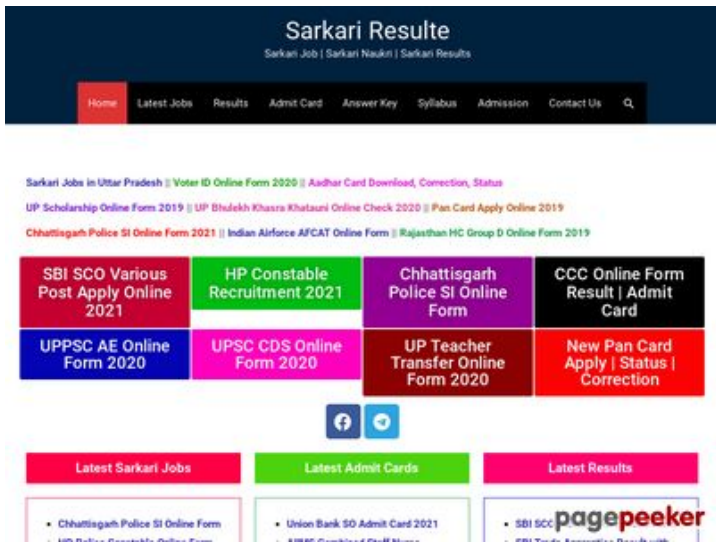 Sarkari Resulte
Sarkari Job | Sarkari Naukri | Sarkari Results
Home Latest Jobs Results Admit Card Answer Key Syllabus Admission Contact Us
Sarkari Jobs in Uttar Pradesh || Voter ID Online Form 2020 || Aadhar Card Download, Correction, Status
UP Scholarship Online Form 2019 || UP Bhulekh Khasra Khatauni Online Check 2020 || Pan Card Apply Online 2019
Chhattisgarh Police SI Online Form 2021 || Indian Airforce AFCAT Online Form || Rajasthan HC Group D Online Form 2019
SBI SCO Various
Post Apply Online
2021
HP Constable
Recruitment 2021
Chhattisgarh
Police SI Online
Form
CCC Online Form
Result | Admit
Card
UPPSC AE Online
Form 2020
UPSC CDS Online
Form 2020
UP Teacher
Transfer Online
Form 2020
New Pan Card
Apply | Status |
Correction
Latest Sarkari Jobs
Latest Admit Cards
Latest Results
Chhattisgarh Police SI Online Form
Union Bank SO Admit Card 2021
SBI
pagepeeker